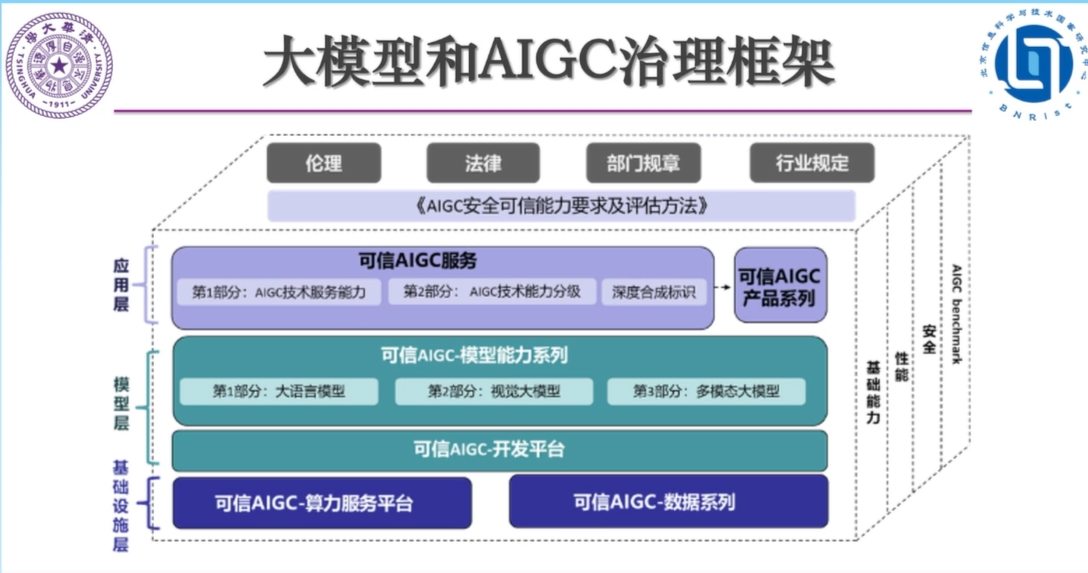 大模型和AIGC治理框架
TSINGHUA UNIVERSITY
-1911-
BNRist
伦理
法律
部门规章
行业规定
《AIGC安全可信能力要求及评估方法》
应用层
可信AIGC服务
第1部分：AIGC技术服务能力
第2部分： AIGC技术能力分级
深度合成标识
可信AIGC
产品系列
模型层
可信AIGC-模型能力系列
第1部分：大语言模型
第2部分：视觉大模型
第3部分：多模态大模型
可信AIGC-开发平台
基础设施层
可信AIGC-算力服务平台
可信AIGC-数据系列
基础能力
性能
安全
AIGC benchmark